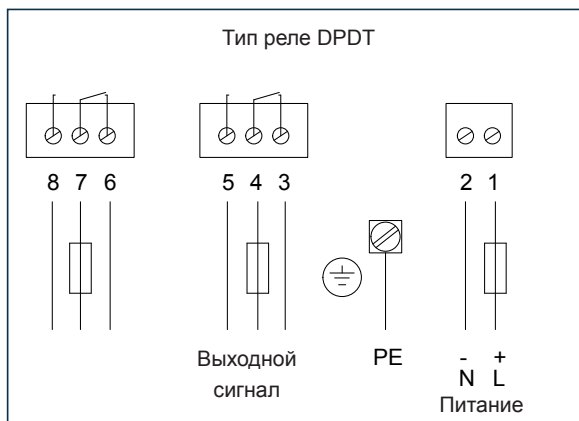 Тип реле DPDT
8 7 6 5 4 3 2 1
Выходной
сигнал
PE
- +
N L
Питание